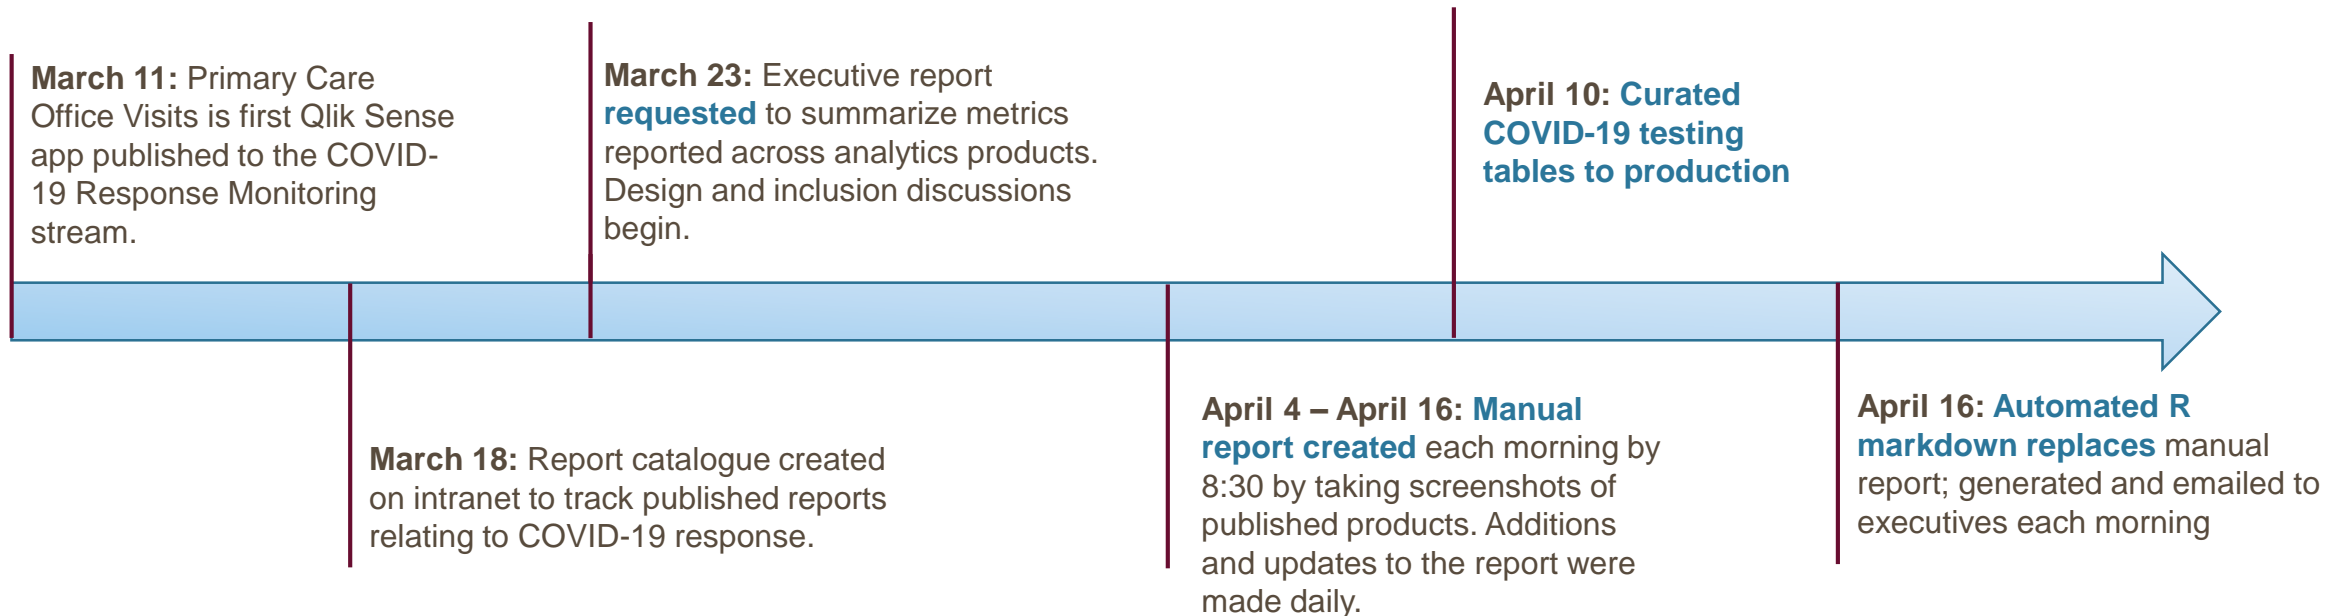 March 11: Primary Care
Office Visits is first Qlik Sense
app published to the COVID-
19 Response Monitoring
stream.
March 18: Report catalogue created
on intranet to track published reports
relating to COVID-19 response.
March 23: Executive report
requested to summarize metrics
reported across analytics products.
Design and inclusion discussions
begin.
April 4 – April 16: Manual
report created each morning by
8:30 by taking screenshots of
published products. Additions
and updates to the report were
made daily.
April 10: Curated
COVID-19 testing
tables to production
April 16: Automated R
markdown replaces manual
report; generated and emailed to
executives each morning